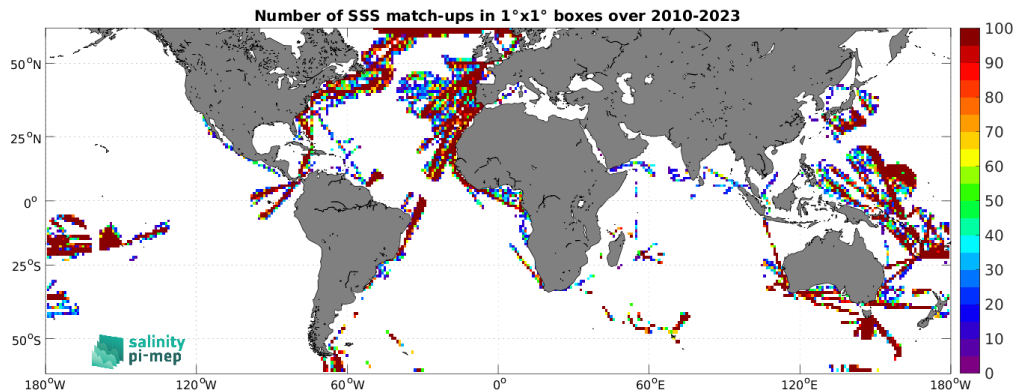 Number of SSS match-ups in 1°x1° boxes over 2010-2023
50°N
25°N
0°
25°S
50°S
180°W
120°W
60°W
0°
60°E
120°E
180°W
100
90
80
70
60
50
40
30
20
10
0
salinity
pi-mep